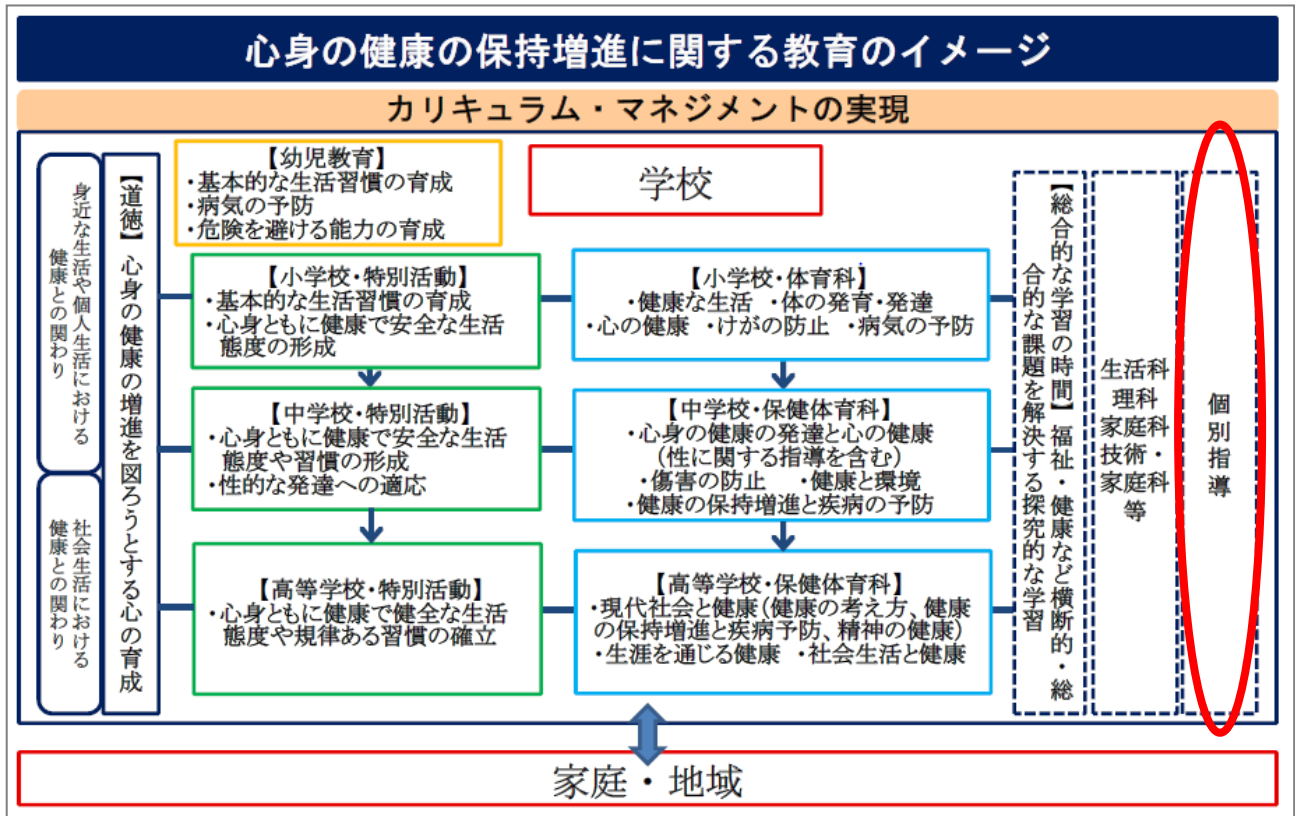 心身の健康の保持増進に関する教育のイメージ
カリキュラム・マネジメントの実現
身近な生活や個人生活における
健康との関わり
社会生活における
健康との関わり
【道徳】心身の健康の増進を図ろうとする心の育成
【幼児教育】
・基本的な生活習慣の育成
・病気の予防
・危険を避ける能力の育成
学校
【小学校・特別活動】
・基本的な生活習慣の育成
・心身ともに健康で安全な生活
態度の形成
【小学校・体育科】
・健康な生活 ・体の発育・発達
・心の健康 ・けがの防止 ・病気の予防
【中学校・特別活動】
・心身ともに健康で安全な生活
態度や習慣の形成
・性的な発達への適応
【中学校・保健体育科】
・心身の健康の発達と心の健康
(性に関する指導を含む)
・傷害の防止 ・健康と環境
・健康の保持増進と疾病の予防
【高等学校・特別活動】
・心身ともに健康で健全な生活
態度や規律ある習慣の確立
【高等学校・保健体育科】
・現代社会と健康(健康の考え方、健康
の保持増進と疾病予防、精神の健康)
・生涯を通じる健康 ・社会生活と健康
【総合的な学習の時間】福祉・健康など横断的・総
合的な課題を解決する探究的な学習
生活科
理科
家庭科
技術・
家庭科
等
個別指導
家庭・地域